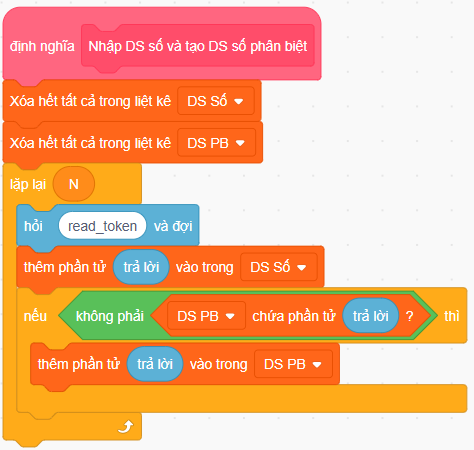 định nghĩa Nhập DS số và tạo DS số phân biệt
Xóa hết tất cả trong liệt kê DS Số
Xóa hết tất cả trong liệt kê DS PB
lặp lại N
hỏi read_token và đợi
thêm phần tử trả lời vào trong DS Số
nếu không phải DS PB chứa phần tử trả lời ? thì
thêm phần tử trả lời vào trong DS PB